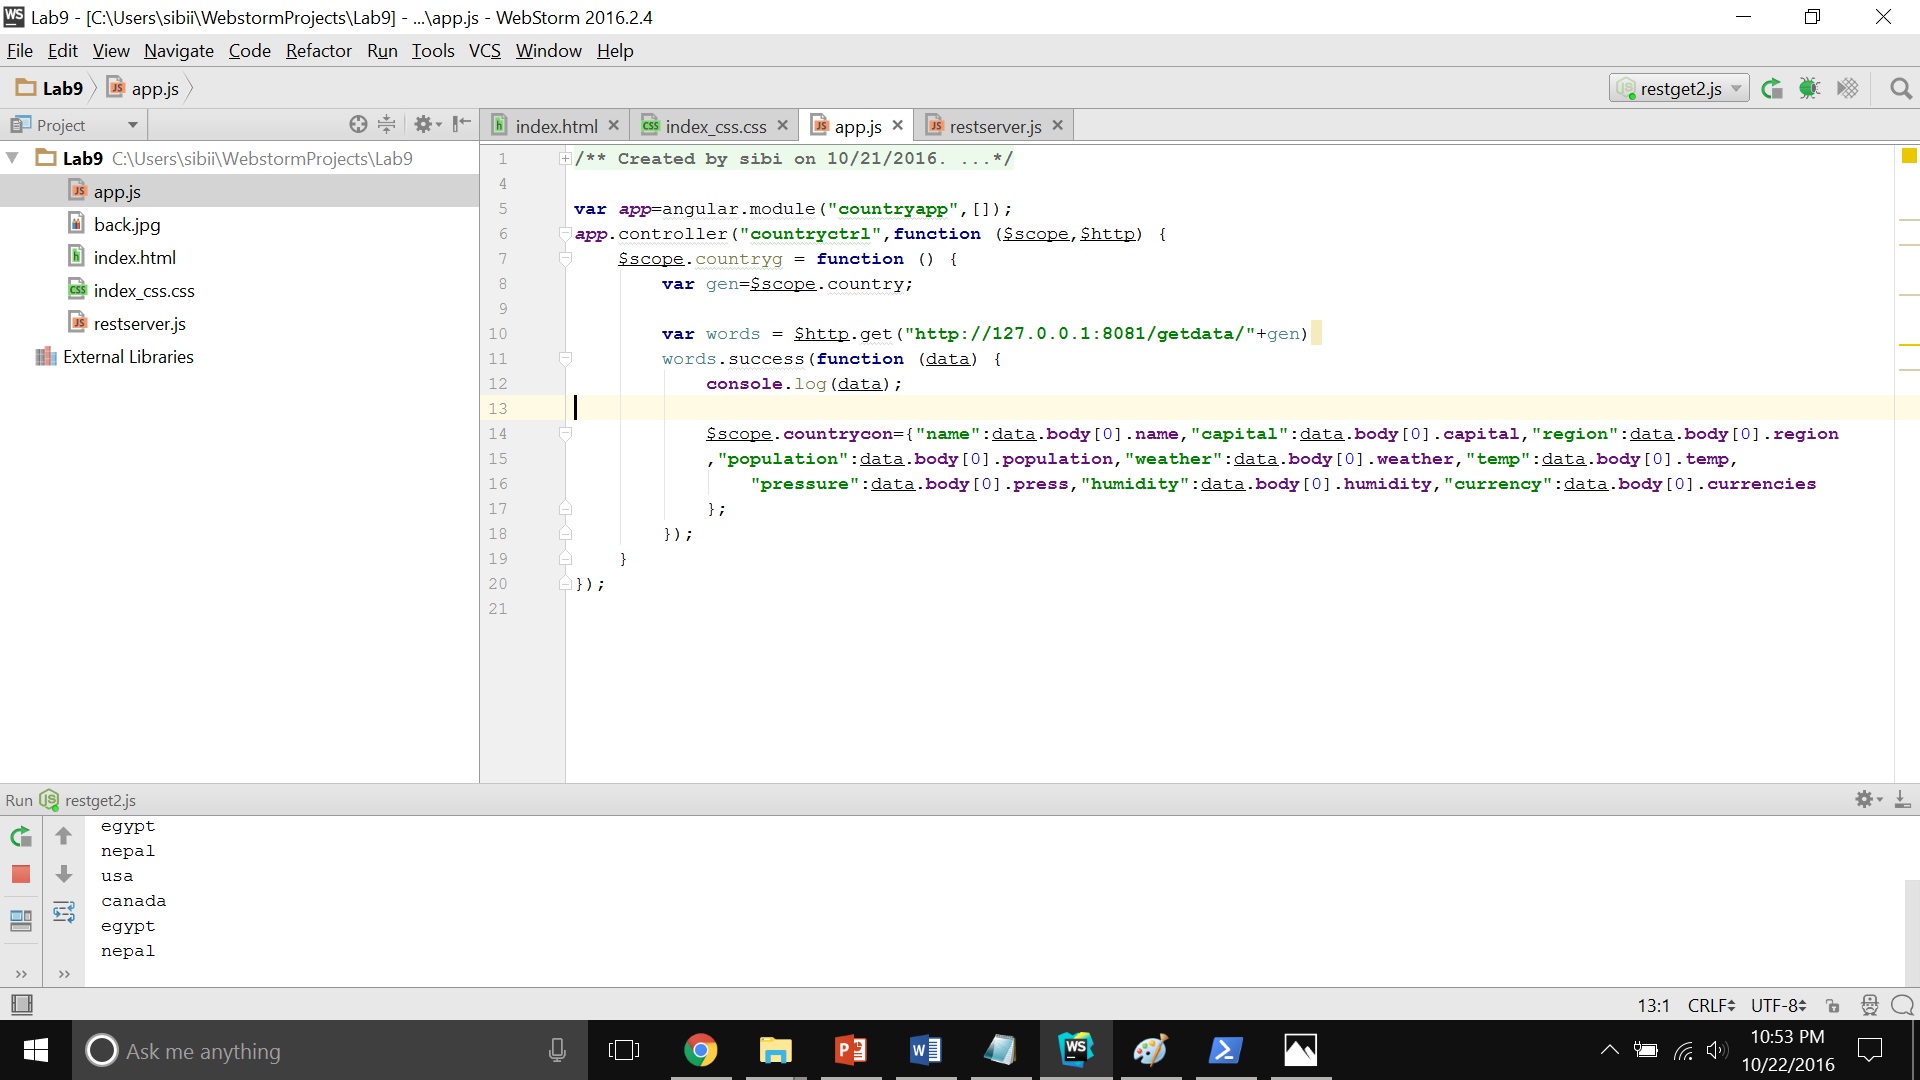 WS Lab9 - [C:\Users\sibii\WebstormProjects\Lab9] - ...\app.js - WebStorm 2016.2.4
File Edit View Navigate Code Refactor Run Tools VCS Window Help
Lab9 app.js restget2.js
Project index.html index_css.css app.js restserver.js
Lab9 C:\Users\sibii\WebstormProjects\Lab9
app.js
back.jpg
index.html
index_css.css
restserver.js
External Libraries
1 /** Created by sibi on 10/21/2016. ...*/
4
5 var app=angular.module("countryapp",[]);
6 app.controller("countryctrl",function ($scope,$http) {
7 $scope.countryg = function () {
8 var gen=$scope.country;
9
10 var words = $http.get("http://127.0.0.1:8081/getdata/"+gen)
11 words.success(function (data) {
12 console.log(data);
13
14 $scope.countrycon={"name":data.body[0].name,"capital":data.body[0].capital,"region":data.body[0].region
15 ,"population":data.body[0].population,"weather":data.body[0].weather,"temp":data.body[0].temp,
16 "pressure":data.body[0].press,"humidity":data.body[0].humidity,"currency":data.body[0].currencies
17 };
18 });
19 }
20 });
21
Run restget2.js
egypt
nepal
usa
canada
egypt
nepal
13:1 CRLF UTF-8
Ask me anything
10:53 PM
10/22/2016